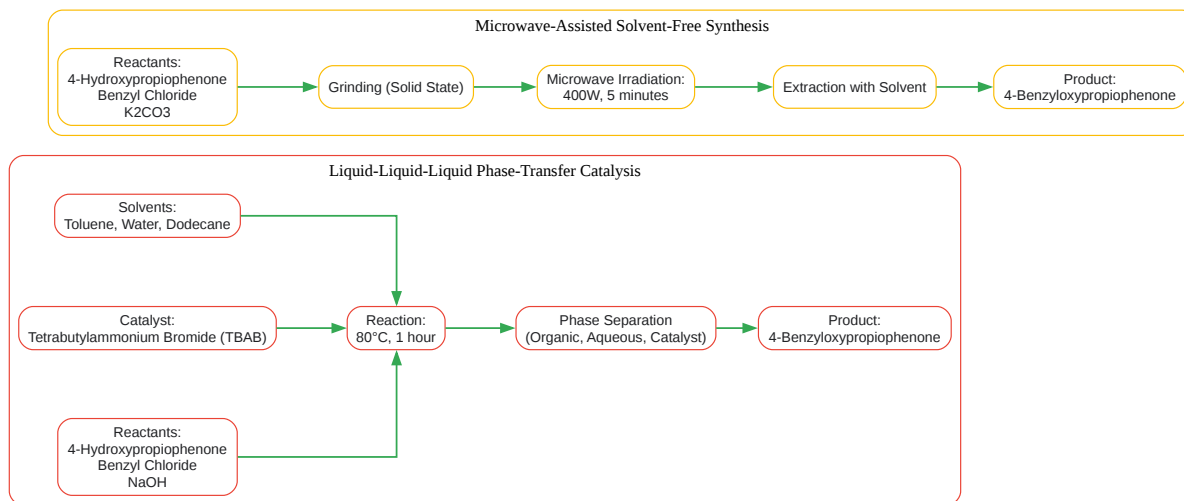 Microwave-Assisted Solvent-Free Synthesis
Reactants:
4-Hydroxypropiophenone
Benzyl Chloride
K2CO3
Grinding (Solid State)
Microwave Irradiation:
400W, 5 minutes
Extraction with Solvent
Product:
4-Benzyloxypropiophenone
Liquid-Liquid-Liquid Phase-Transfer Catalysis
Solvents:
Toluene, Water, Dodecane
Catalyst:
Tetrabutylammonium Bromide (TBAB)
Reaction:
80°C, 1 hour
Phase Separation
(Organic, Aqueous, Catalyst)
Product:
4-Benzyloxypropiophenone
Reactants:
4-Hydroxypropiophenone
Benzyl Chloride
NaOH